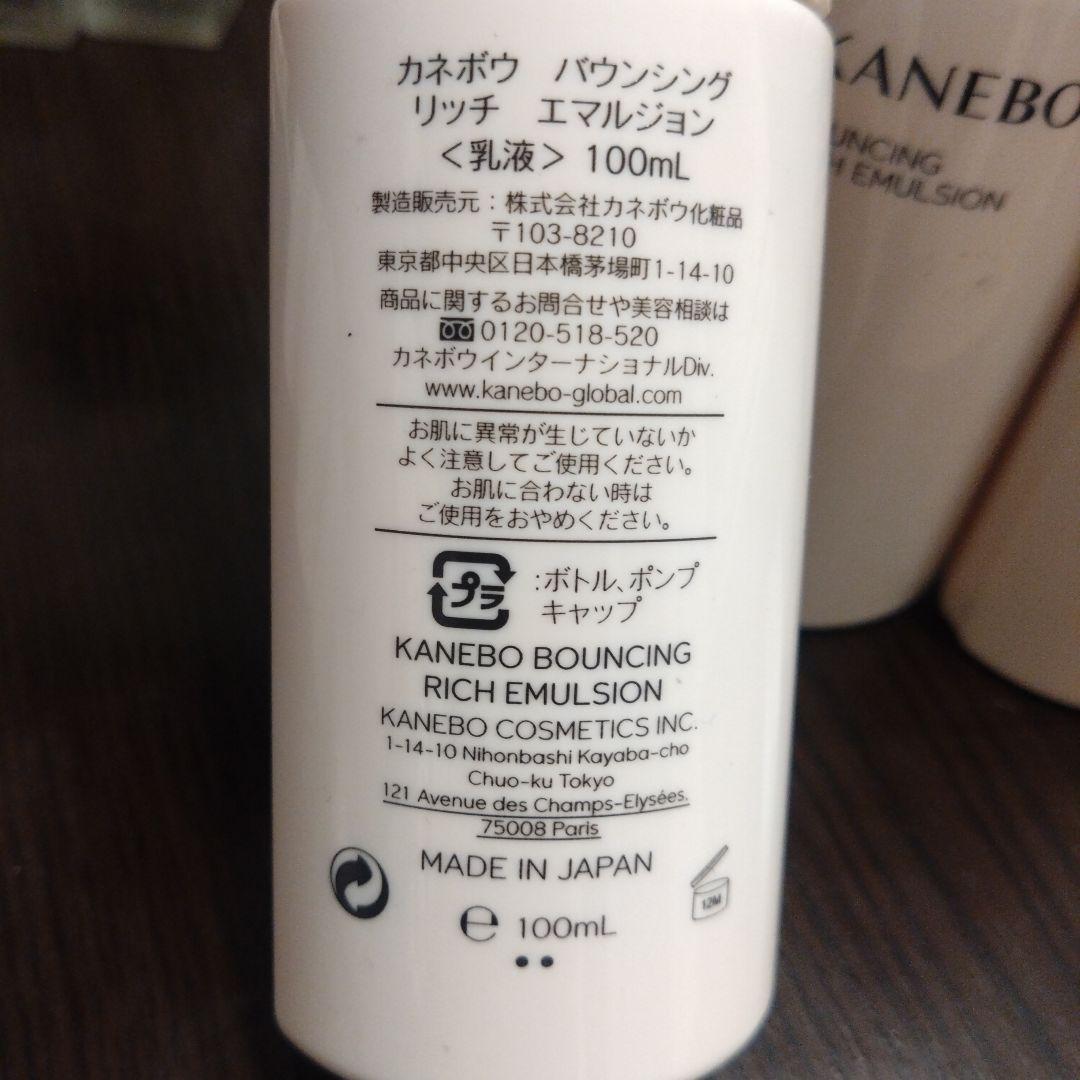 カネボウ　バウンシング
リッチ　エマルジョン
＜乳液＞ 100mL
製造販売元：株式会社カネボウ化粧品
〒103-8210
東京都中央区日本橋茅場町1-14-10
商品に関するお問合せや美容相談は
0120-518-520
カネボウインターナショナルDiv.
www.kanebo-global.com
お肌に異常が生じていないか
よく注意してご使用ください。
お肌に合わない時は
ご使用をおやめください。
プラ :ボトル、ポンプ
キャップ
KANEBO BOUNCING
RICH EMULSION
KANEBO COSMETICS INC.
1-14-10 Nihonbashi Kayaba-cho
Chuo-ku Tokyo
121 Avenue des Champs-Elysées,
75008 Paris
MADE IN JAPAN
12M
℮ 100mL
KANEBO
EMULSION